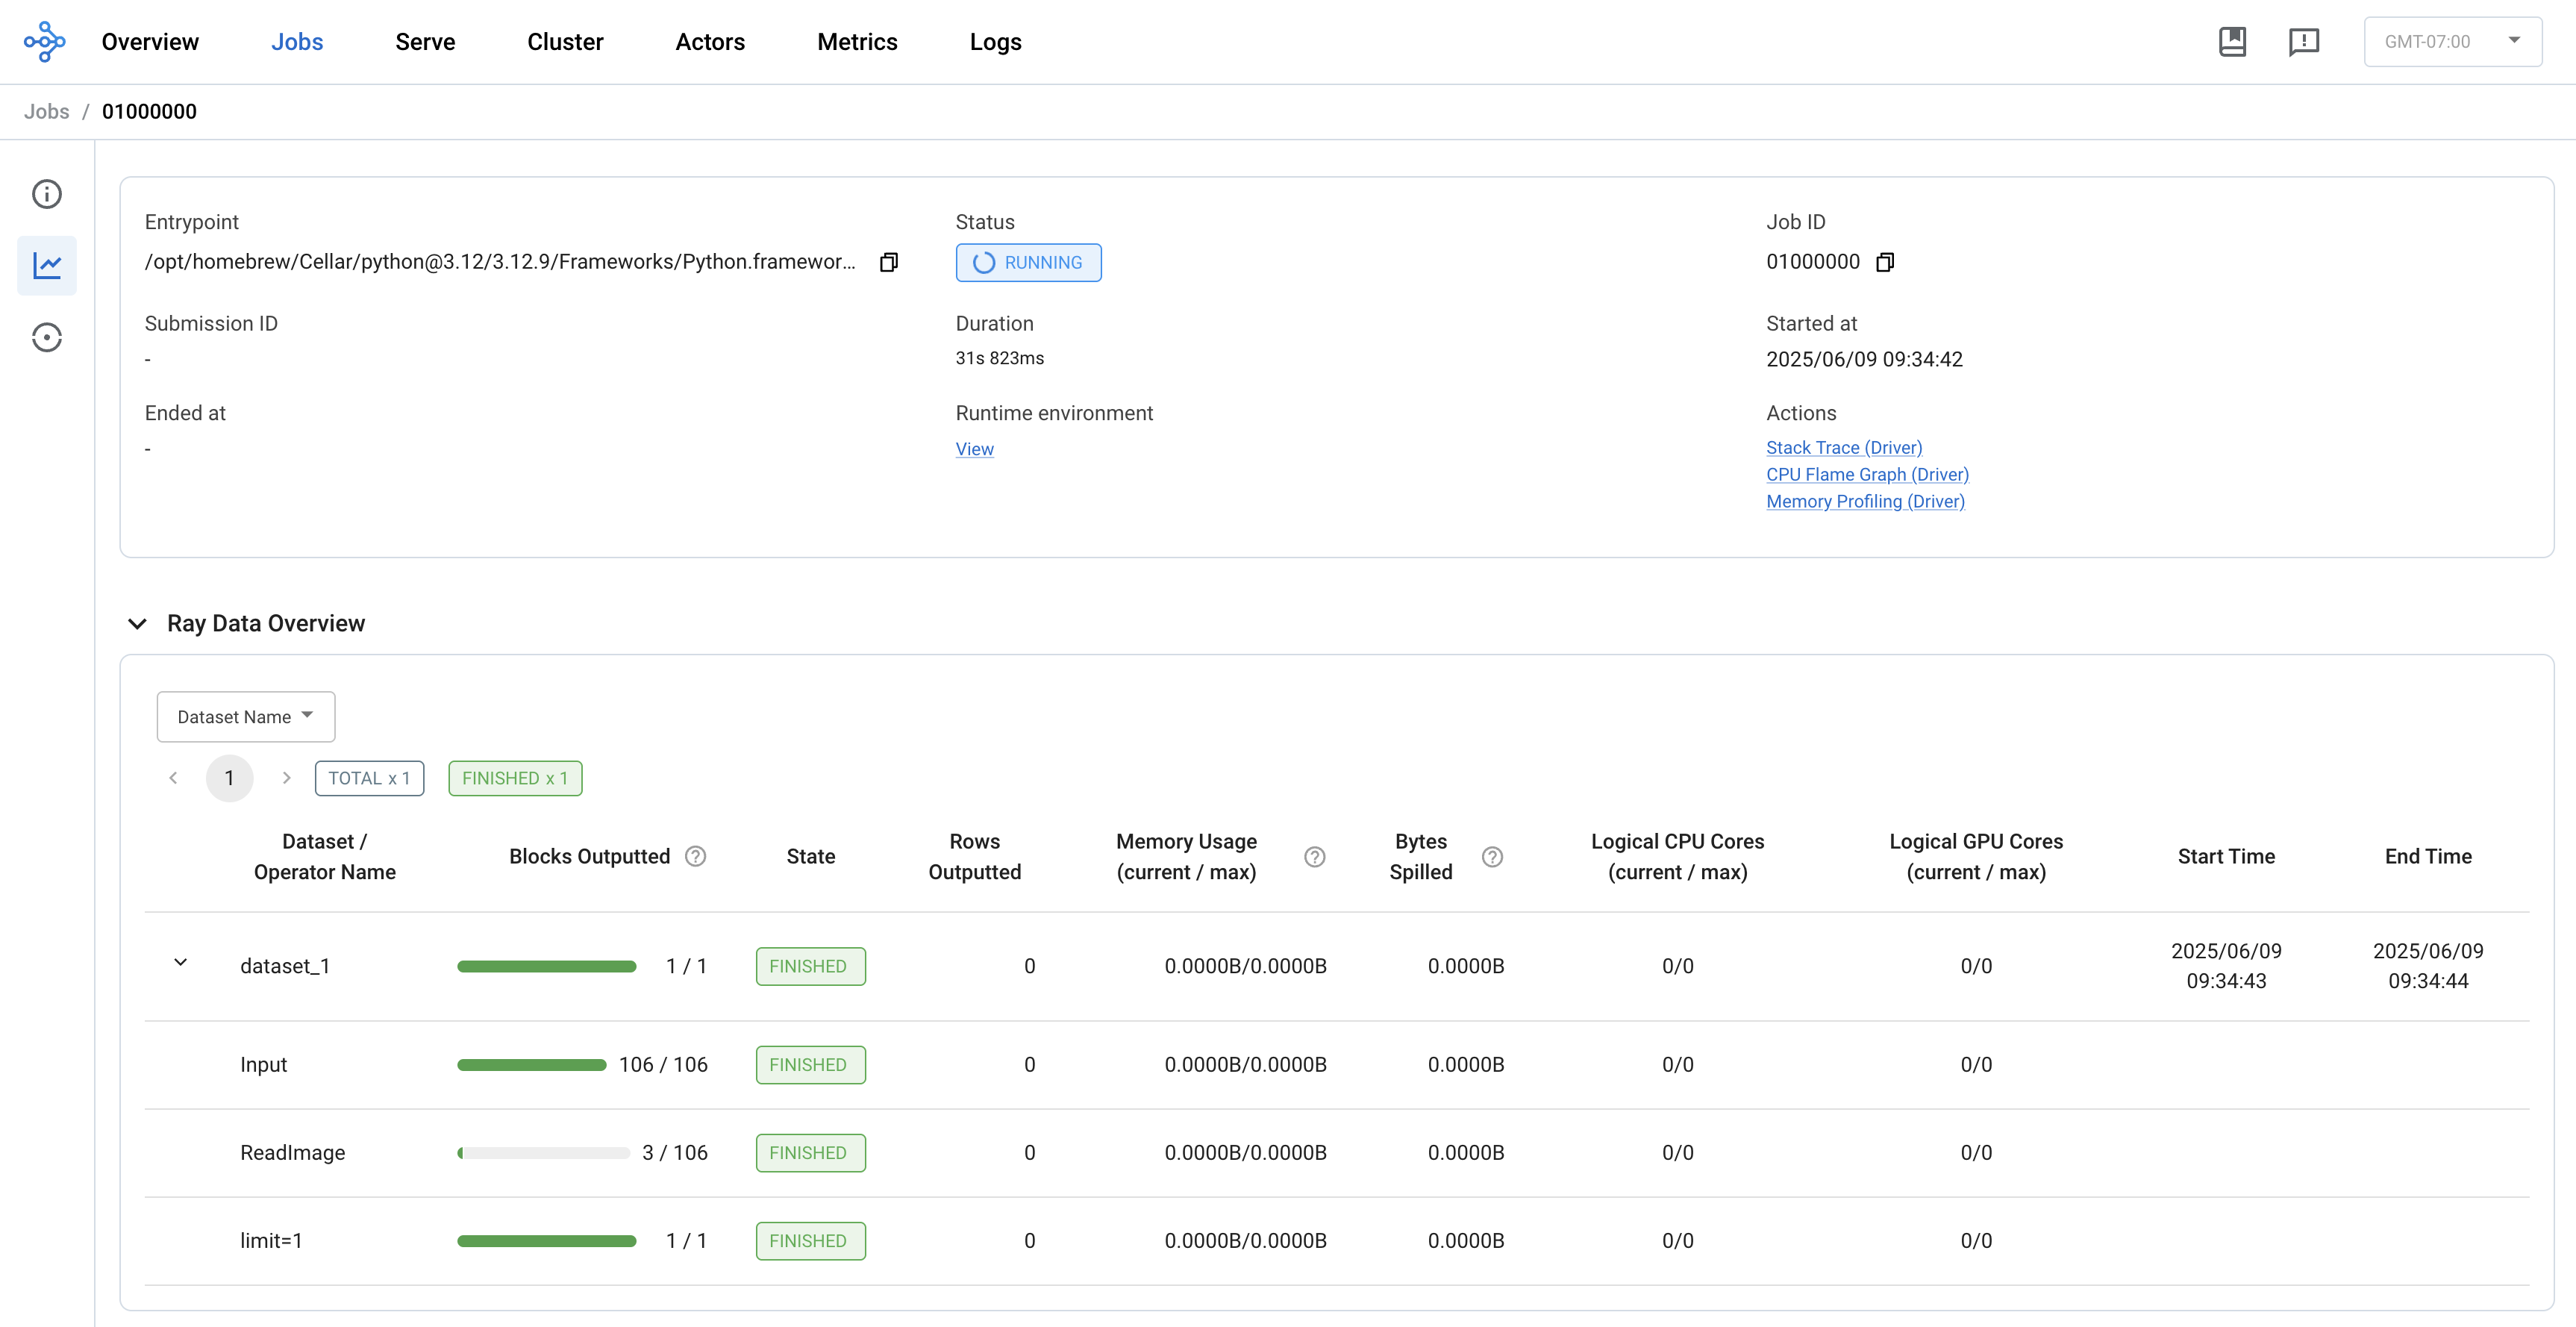 Overview Jobs Serve Cluster Actors Metrics Logs GMT-07:00
Jobs / 01000000
Entrypoint
/opt/homebrew/Cellar/python@3.12/3.12.9/Frameworks/Python.framewor...
Status
RUNNING
Job ID
01000000
Submission ID
-
Duration
31s 823ms
Started at
2025/06/09 09:34:42
Ended at
-
Runtime environment
View
Actions
Stack Trace (Driver)
CPU Flame Graph (Driver)
Memory Profiling (Driver)
Ray Data Overview
Dataset Name
1 TOTAL x 1 FINISHED x 1
Dataset /
Operator Name
Blocks Outputted
State
Rows
Outputted
Memory Usage
(current / max)
Bytes
Spilled
Logical CPU Cores
(current / max)
Logical GPU Cores
(current / max)
Start Time
End Time
dataset_1 1 / 1 FINISHED 0 0.0000B/0.0000B 0.0000B 0/0 0/0
2025/06/09
09:34:43
2025/06/09
09:34:44
Input 106 / 106 FINISHED 0 0.0000B/0.0000B 0.0000B 0/0 0/0
ReadImage 3 / 106 FINISHED 0 0.0000B/0.0000B 0.0000B 0/0 0/0
limit=1 1 / 1 FINISHED 0 0.0000B/0.0000B 0.0000B 0/0 0/0